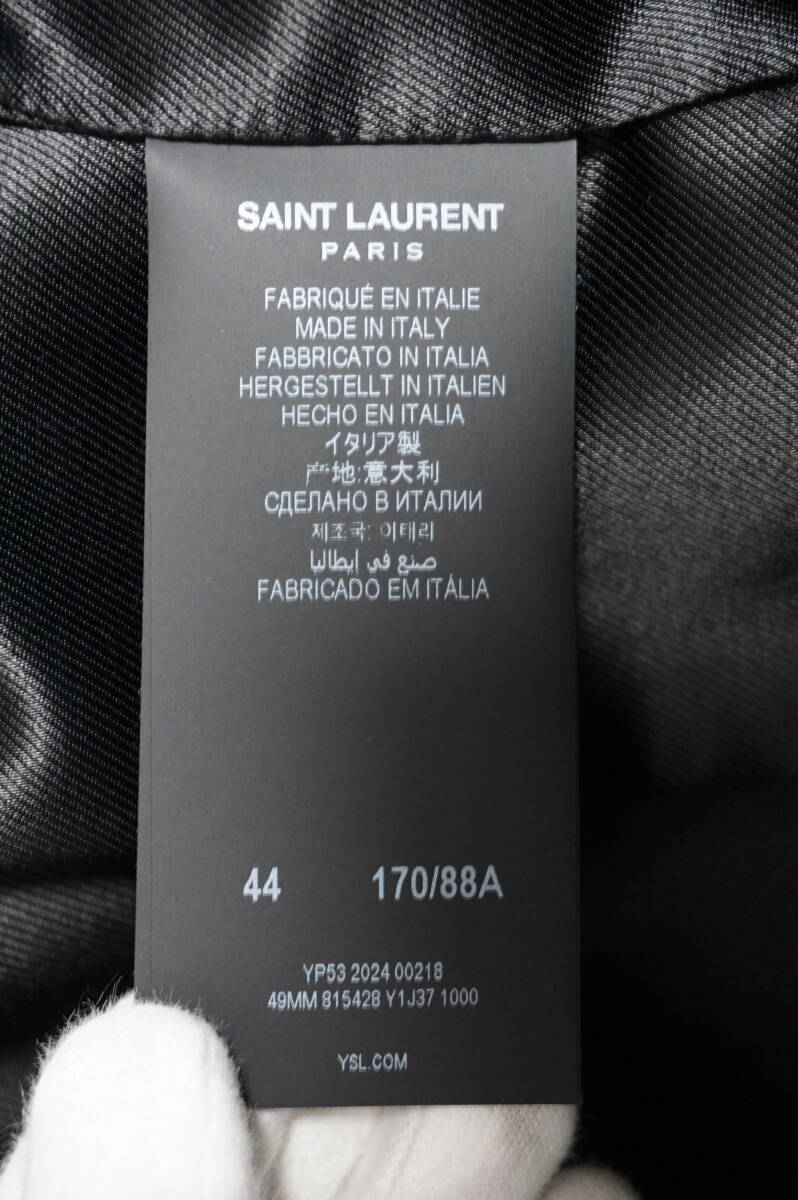 SAINT LAURENT
PARIS
FABRIQUÉ EN ITALIE
MADE IN ITALY
FABBRICATO IN ITALIA
HERGESTELLT IN ITALIEN
HECHO EN ITALIA
イタリア製
产地:意大利
СДЕЛАНО В ИТАЛИИ
제조국: 이태리
صنع في إيطاليا
FABRICADO EM ITÁLIA
44 170/88A
YP53 2024 00218
49MM 815428 Y1J37 1000
YSL.COM